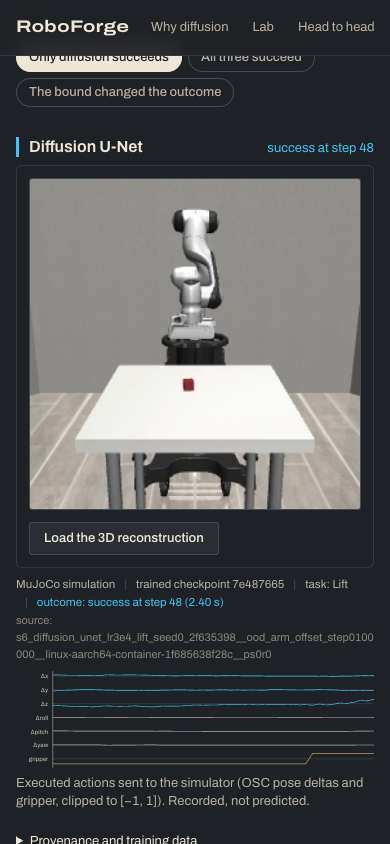 RoboForge Why diffusion Lab Head to head
Only diffusion succeeds All three succeed
The bound changed the outcome
Diffusion U-Net success at step 48
Load the 3D reconstruction
MuJoCo simulation | trained checkpoint 7e487665 | task: Lift
| outcome: success at step 48 (2.40 s)
source:
s6_diffusion_unet_lr3e4_lift_seed0_2f635398__ood_arm_offset_step0100
000__linux-aarch64-container-1f685638f28c__ps0r0
Δx
Δy
Δz
Δroll
Δpitch
Δyaw
gripper
Executed actions sent to the simulator (OSC pose deltas and
gripper, clipped to [−1, 1]). Recorded, not predicted.
Provenance and training data